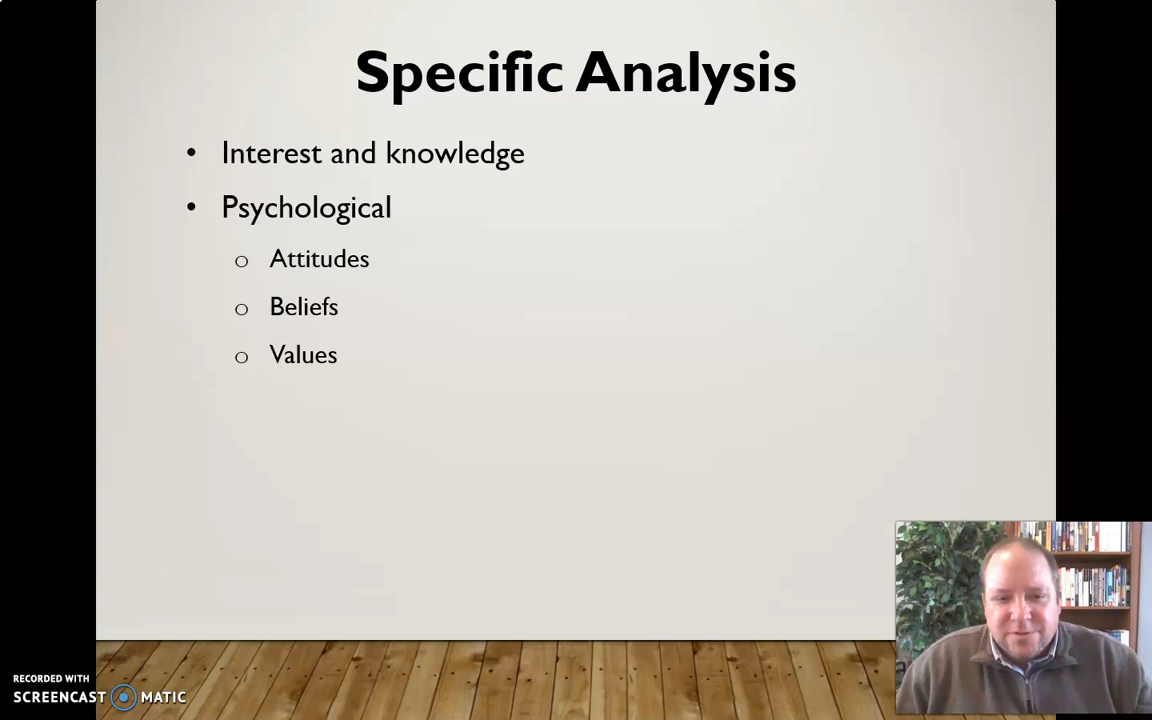 Specific Analysis
• Interest and knowledge
• Psychological
o Attitudes
o Beliefs
o Values
RECORDED WITH
SCREENCAST MATIC